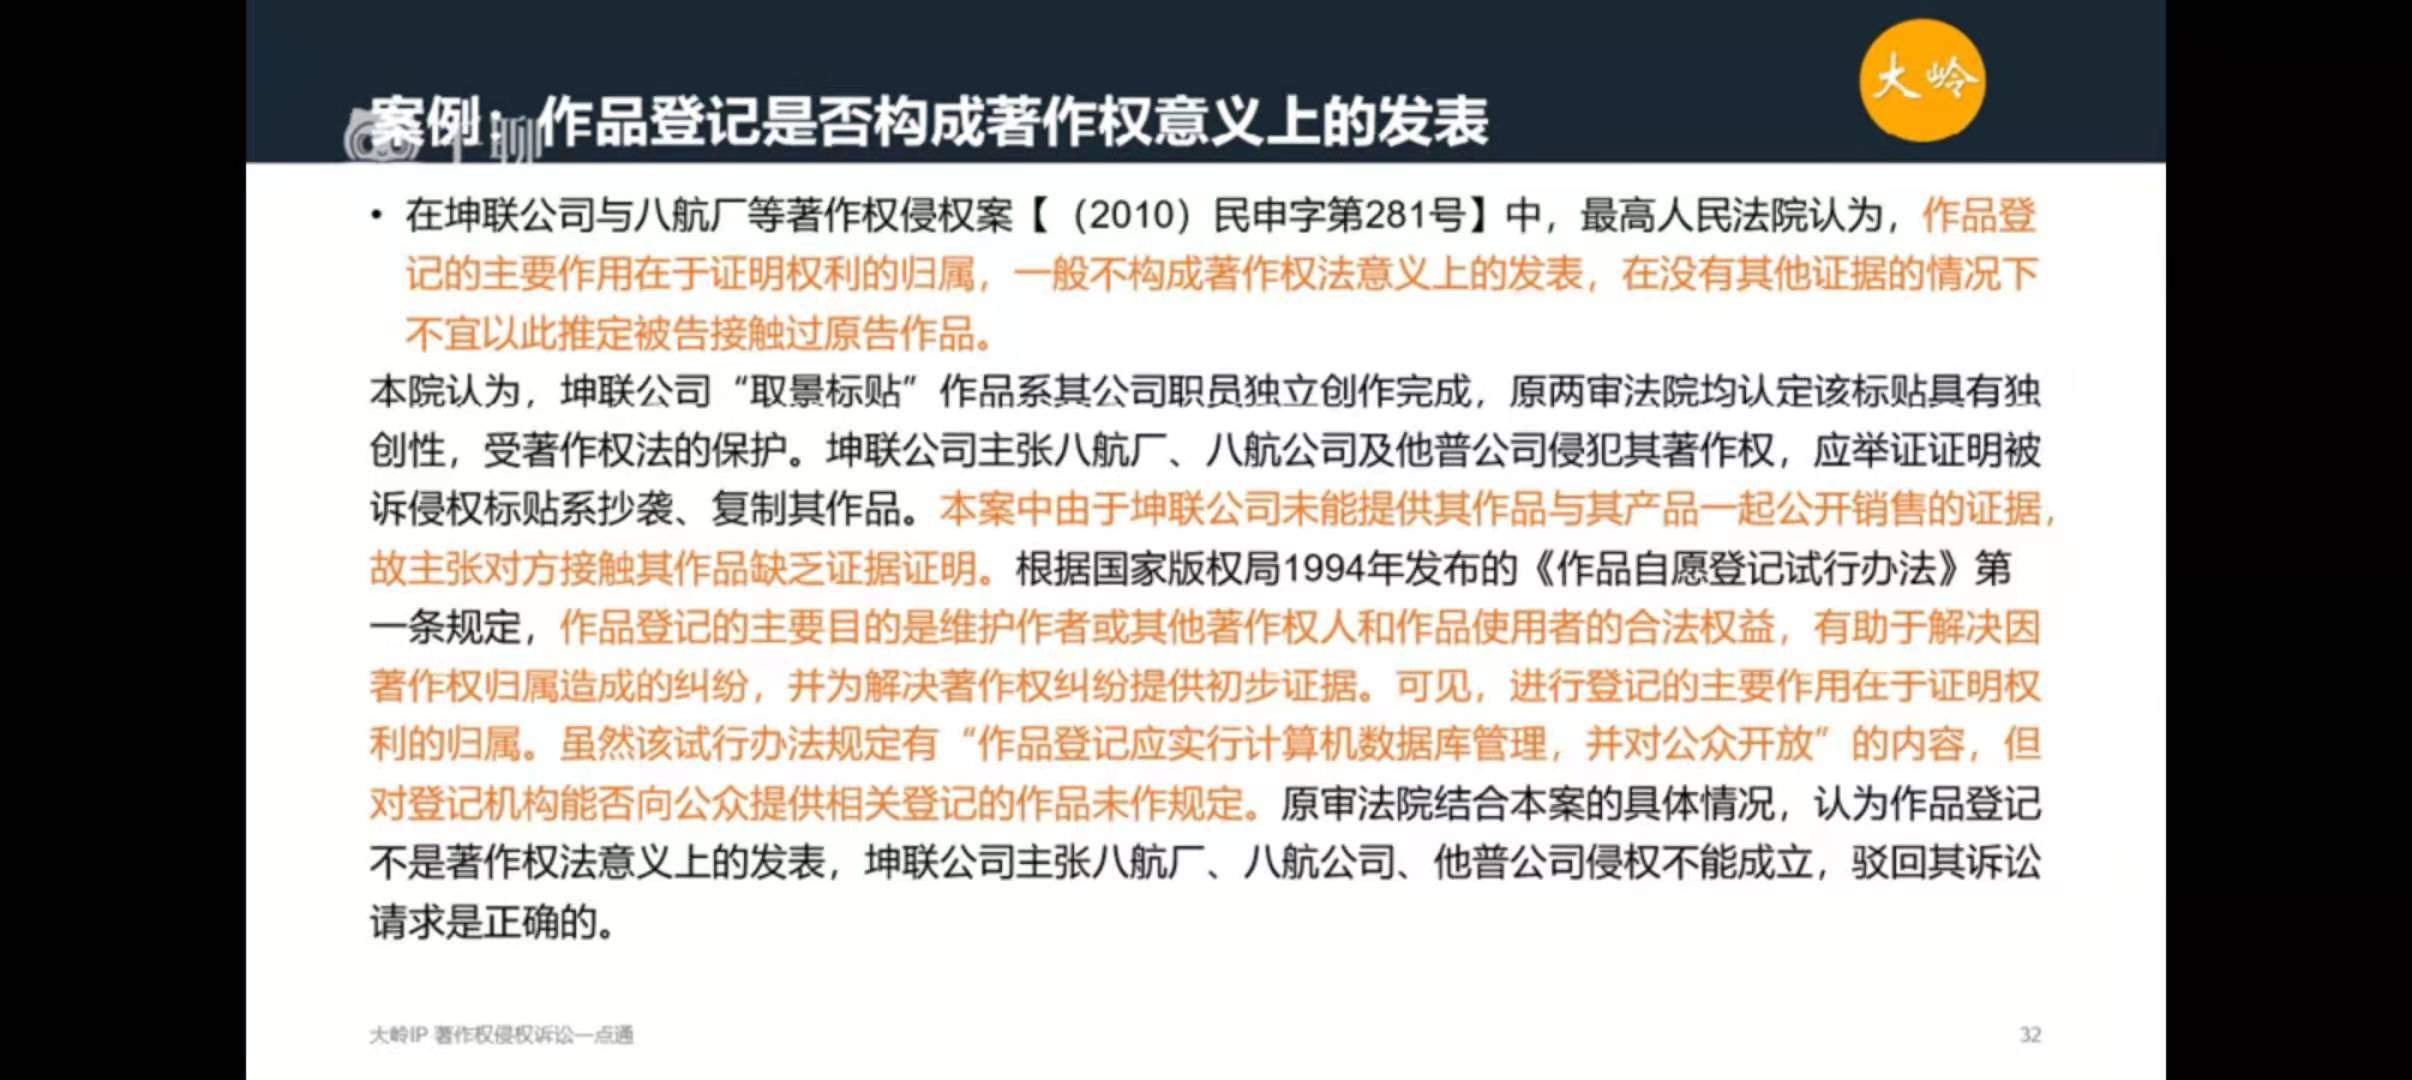 大岭
案例：作品登记是否构成著作权意义上的发表
千聊
• 在坤联公司与八航厂等著作权侵权案【（2010）民申字第281号】中，最高人民法院认为，作品登
记的主要作用在于证明权利的归属，一般不构成著作权法意义上的发表，在没有其他证据的情况下
不宜以此推定被告接触过原告作品。
本院认为，坤联公司“取景标贴”作品系其公司职员独立创作完成，原两审法院均认定该标贴具有独
创性，受著作权法的保护。坤联公司主张八航厂、八航公司及他普公司侵犯其著作权，应举证证明被
诉侵权标贴系抄袭、复制其作品。本案中由于坤联公司未能提供其作品与其产品一起公开销售的证据，
故主张对方接触其作品缺乏证据证明。根据国家版权局1994年发布的《作品自愿登记试行办法》第
一条规定，作品登记的主要目的是维护作者或其他著作权人和作品使用者的合法权益，有助于解决因
著作权归属造成的纠纷，并为解决著作权纠纷提供初步证据。可见，进行登记的主要作用在于证明权
利的归属。虽然该试行办法规定有“作品登记应实行计算机数据库管理，并对公众开放”的内容，但
对登记机构能否向公众提供相关登记的作品未作规定。原审法院结合本案的具体情况，认为作品登记
不是著作权法意义上的发表，坤联公司主张八航厂、八航公司、他普公司侵权不能成立，驳回其诉讼
请求是正确的。
大岭IP 著作权侵权诉讼一点通
32